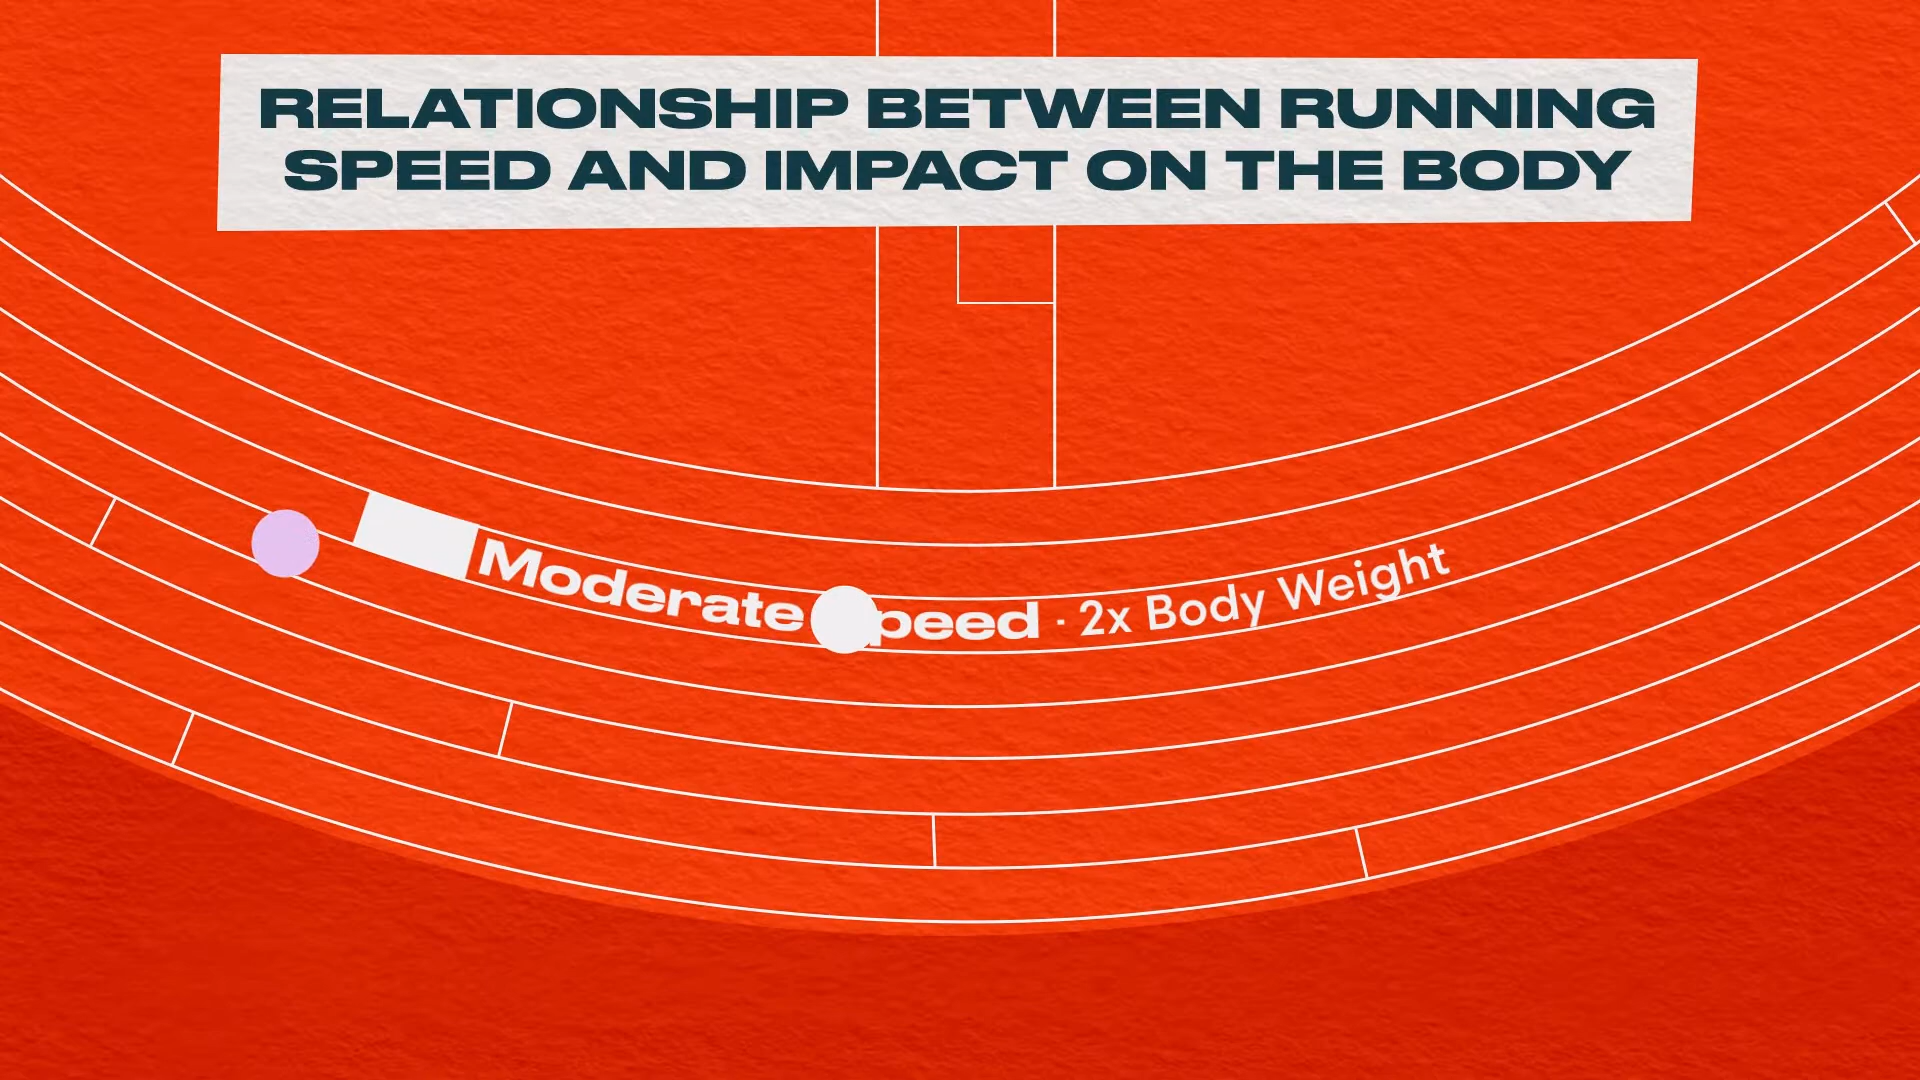 RELATIONSHIP BETWEEN RUNNING
SPEED AND IMPACT ON THE BODY
Moderate peed · 2x Body Weight